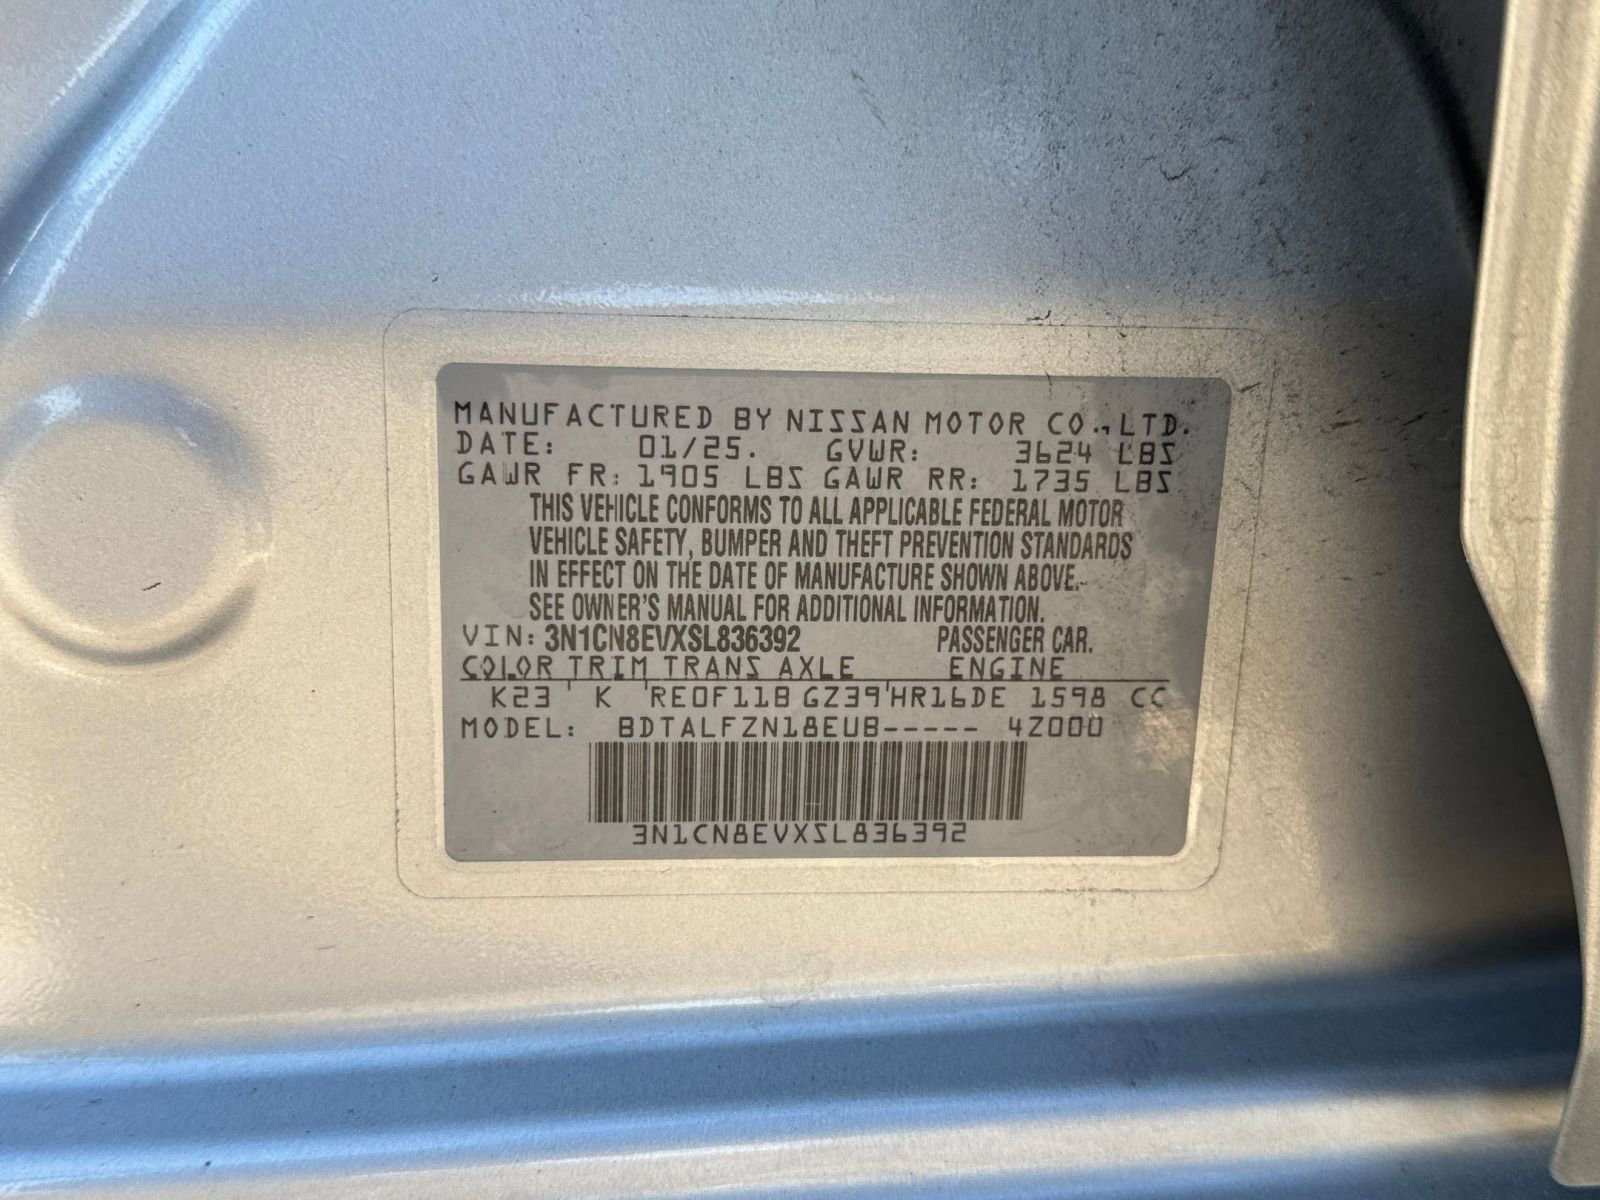 MANUFACTURED BY NISSAN MOTOR CO., LTD.
DATE: 01/25. GVWR: 3624 LBS
GAWR FR: 1905 LBS GAWR RR: 1735 LBS
THIS VEHICLE CONFORMS TO ALL APPLICABLE FEDERAL MOTOR
VEHICLE SAFETY, BUMPER AND THEFT PREVENTION STANDARDS
IN EFFECT ON THE DATE OF MANUFACTURE SHOWN ABOVE.
SEE OWNER'S MANUAL FOR ADDITIONAL INFORMATION.
VIN: 3N1CN8EVXSL836392 PASSENGER CAR.
COLOR TRIM TRANS AXLE ENGINE
K23 K RE0F11B GZ39 HR16DE 1598 CC
MODEL: BDTALFZN18EUB----- 4Z000
3N1CN8EVXSL836392